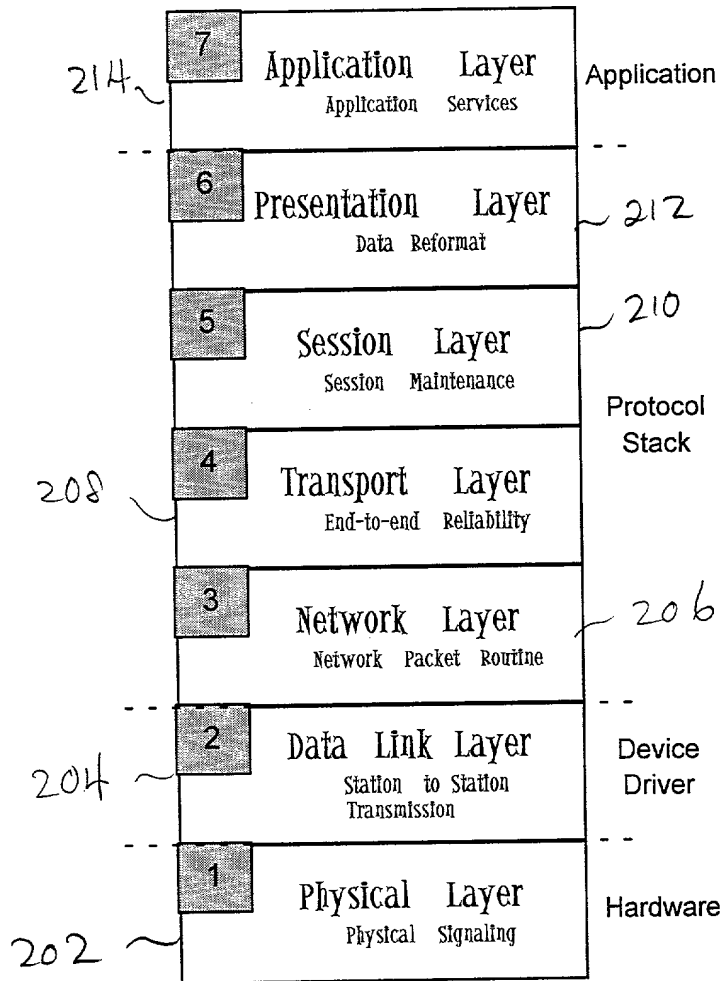 7
Application Layer
Application Services
Application
214
6
Presentation Layer
Data Reformat
212
5
Session Layer
Session Maintenance
210
Protocol
Stack
4
Transport Layer
End-to-end Reliability
208
3
Network Layer
Network Packet Routine
206
2
Data Link Layer
Station to Station
Transmission
Device
Driver
204
1
Physical Layer
Physical Signaling
Hardware
202